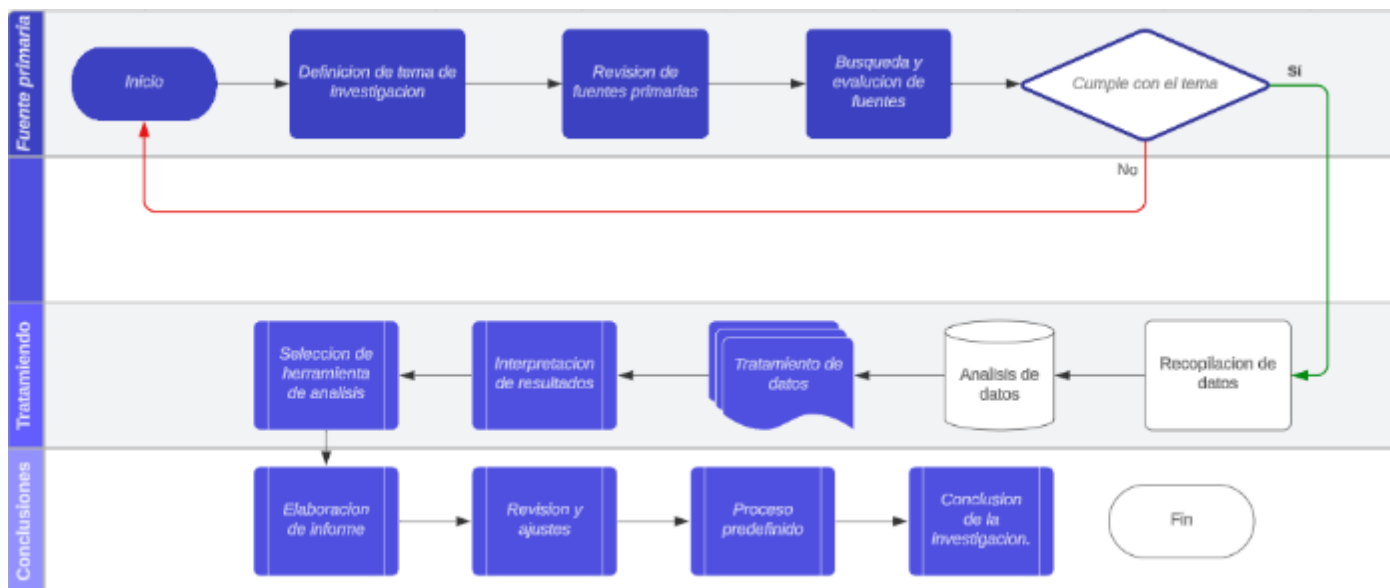 Fuente primaria
Inicio
Definicion de tema de
investigacion
Revision de
fuentes primarias
Busqueda y
evalucion de
fuentes
Cumple con el tema
Sí
No
Tratamiendo
Seleccion de
herramienta
de analisis
Interpretacion
de resultados
Tratamiento de
datos
Analisis de
datos
Recopilacion de
datos
Conclusiones
Elaboracion
de informe
Revision y
ajustes
Proceso
predefinido
Conclusion
de la
investigacion.
Fin